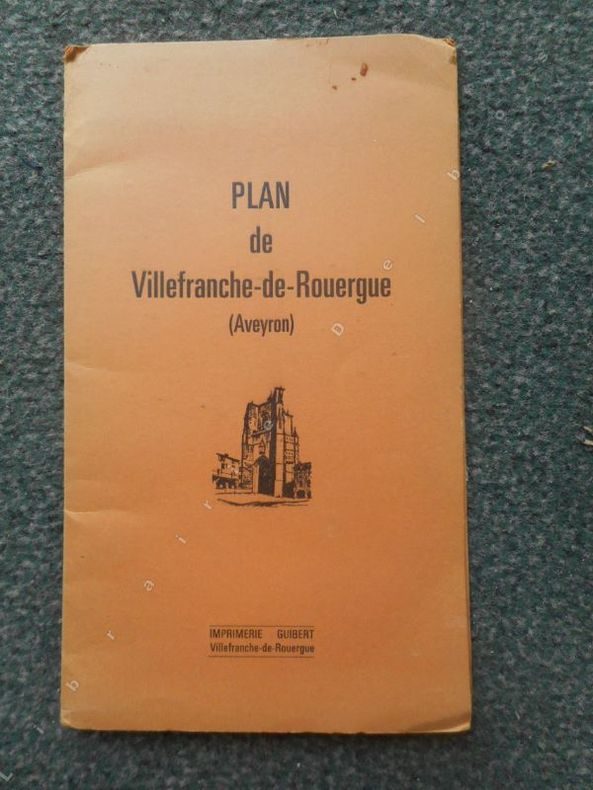 PLAN
de
Villefranche-de-Rouergue
(Aveyron)
IMPRIMERIE GUIBERT
Villefranche-de-Rouergue